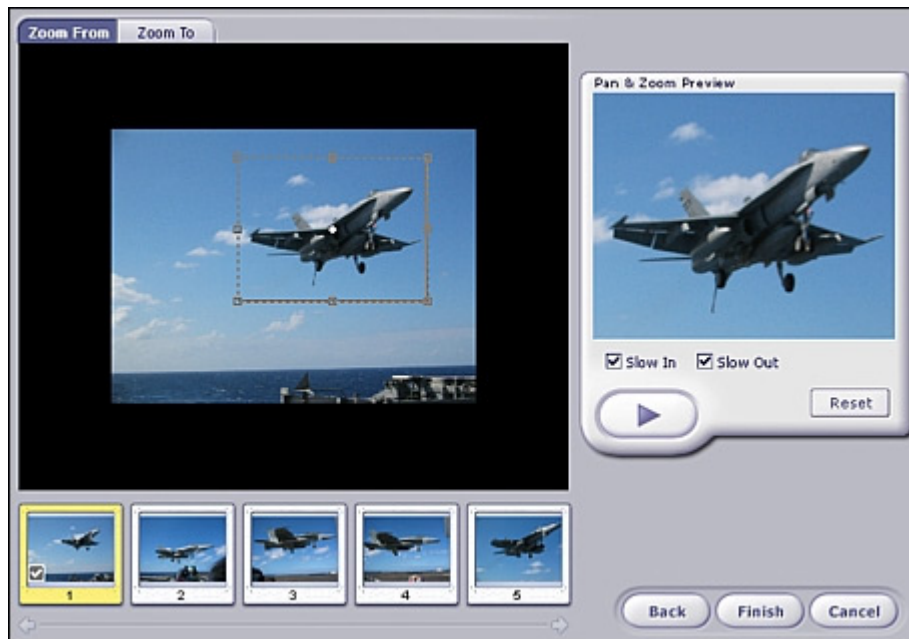 Zoom From
Zoom To
Pan & Zoom Preview
Slow In
Slow Out
Reset
1
2
3
4
5
Back
Finish
Cancel